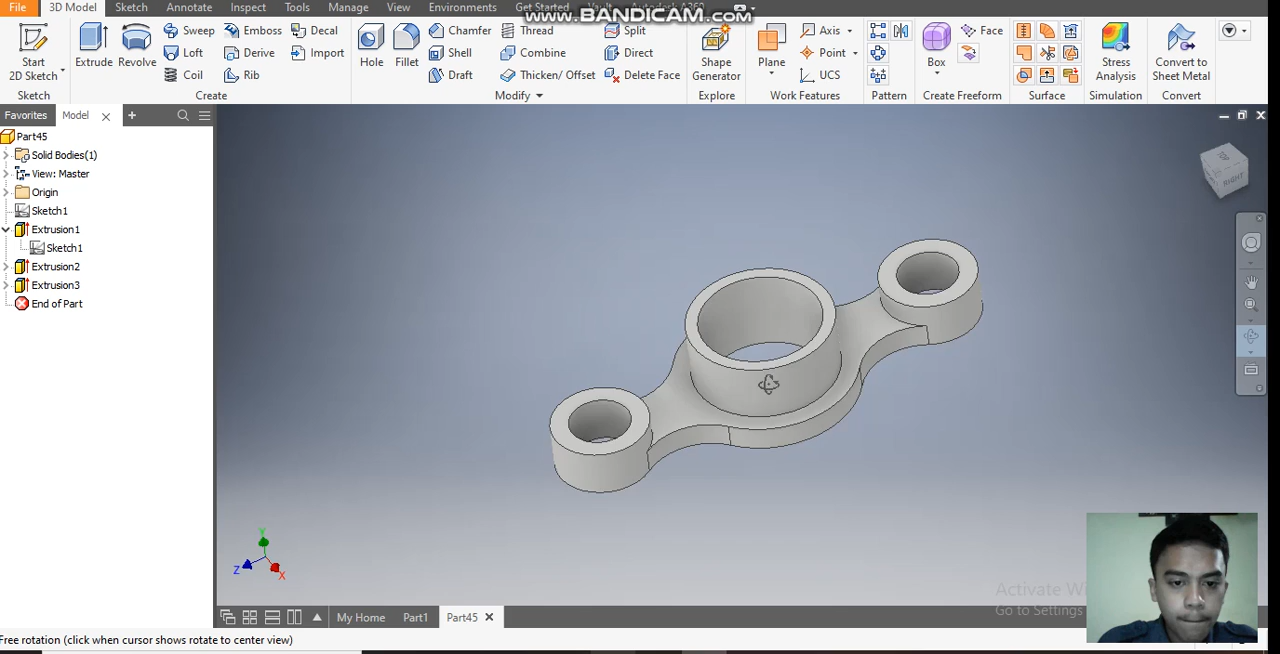 File 3D Model Sketch Annotate Inspect Tools Manage View Environments Get Started Vault Autodesk A360
www.BANDICAM.com
Start 2D Sketch
Extrude
Revolve
Sweep
Loft
Coil
Emboss
Derive
Rib
Decal
Import
Hole
Fillet
Chamfer
Shell
Draft
Thread
Combine
Thicken/ Offset
Split
Direct
Delete Face
Shape Generator
Plane
Axis
Point
UCS
Box
Face
Stress Analysis
Convert to Sheet Metal
Sketch
Create
Modify
Explore
Work Features
Pattern
Create Freeform
Surface
Simulation
Convert
Favorites Model
Part45
Solid Bodies(1)
View: Master
Origin
Sketch1
Extrusion1
Sketch1
Extrusion2
Extrusion3
End of Part
TOP
RIGHT
Y
Z
X
Activate
Go to Settings
My Home Part1 Part45
Free rotation (click when cursor shows rotate to center view)